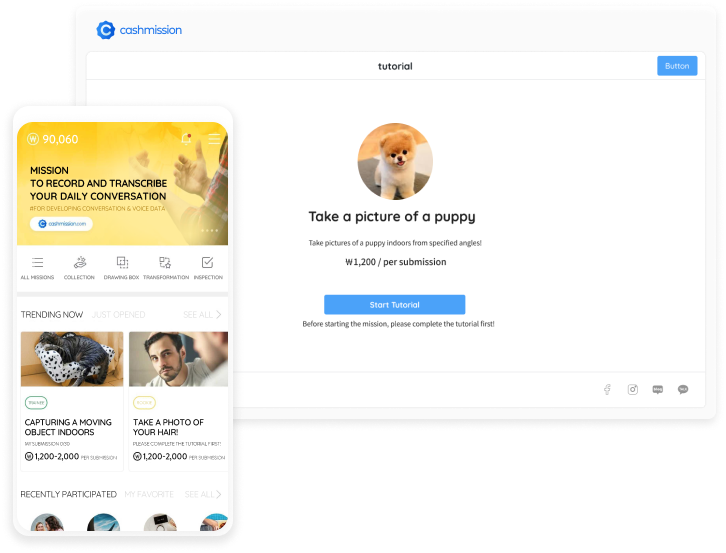 cashmission
tutorial
Button
Take a picture of a puppy
Take pictures of a puppy indoors from specified angles!
₩1,200 / per submission
Start Tutorial
Before starting the mission, please complete the tutorial first!
90,060
MISSION
TO RECORD AND TRANSCRIBE
YOUR DAILY CONVERSATION
#FOR DEVELOPING CONVERSATION & VOICE DATA
cashmission.com
ALL MISSIONS COLLECTION DRAWING BOX TRANSFORMATION INSPECTION
TRENDING NOW JUST OPENED SEE ALL
CAPTURING A MOVING
OBJECT INDOORS
MY SUBMISSION 0/30
₩1,200-2,000 PER SUBMISSION
TAKE A PHOTO OF
YOUR HAIR!
PLEASE COMPLETE THE TUTORIAL FIRST!
₩1,200-2,000 PER SUBMISSION
RECENTLY PARTICIPATED MY FAVORITE SEE ALL